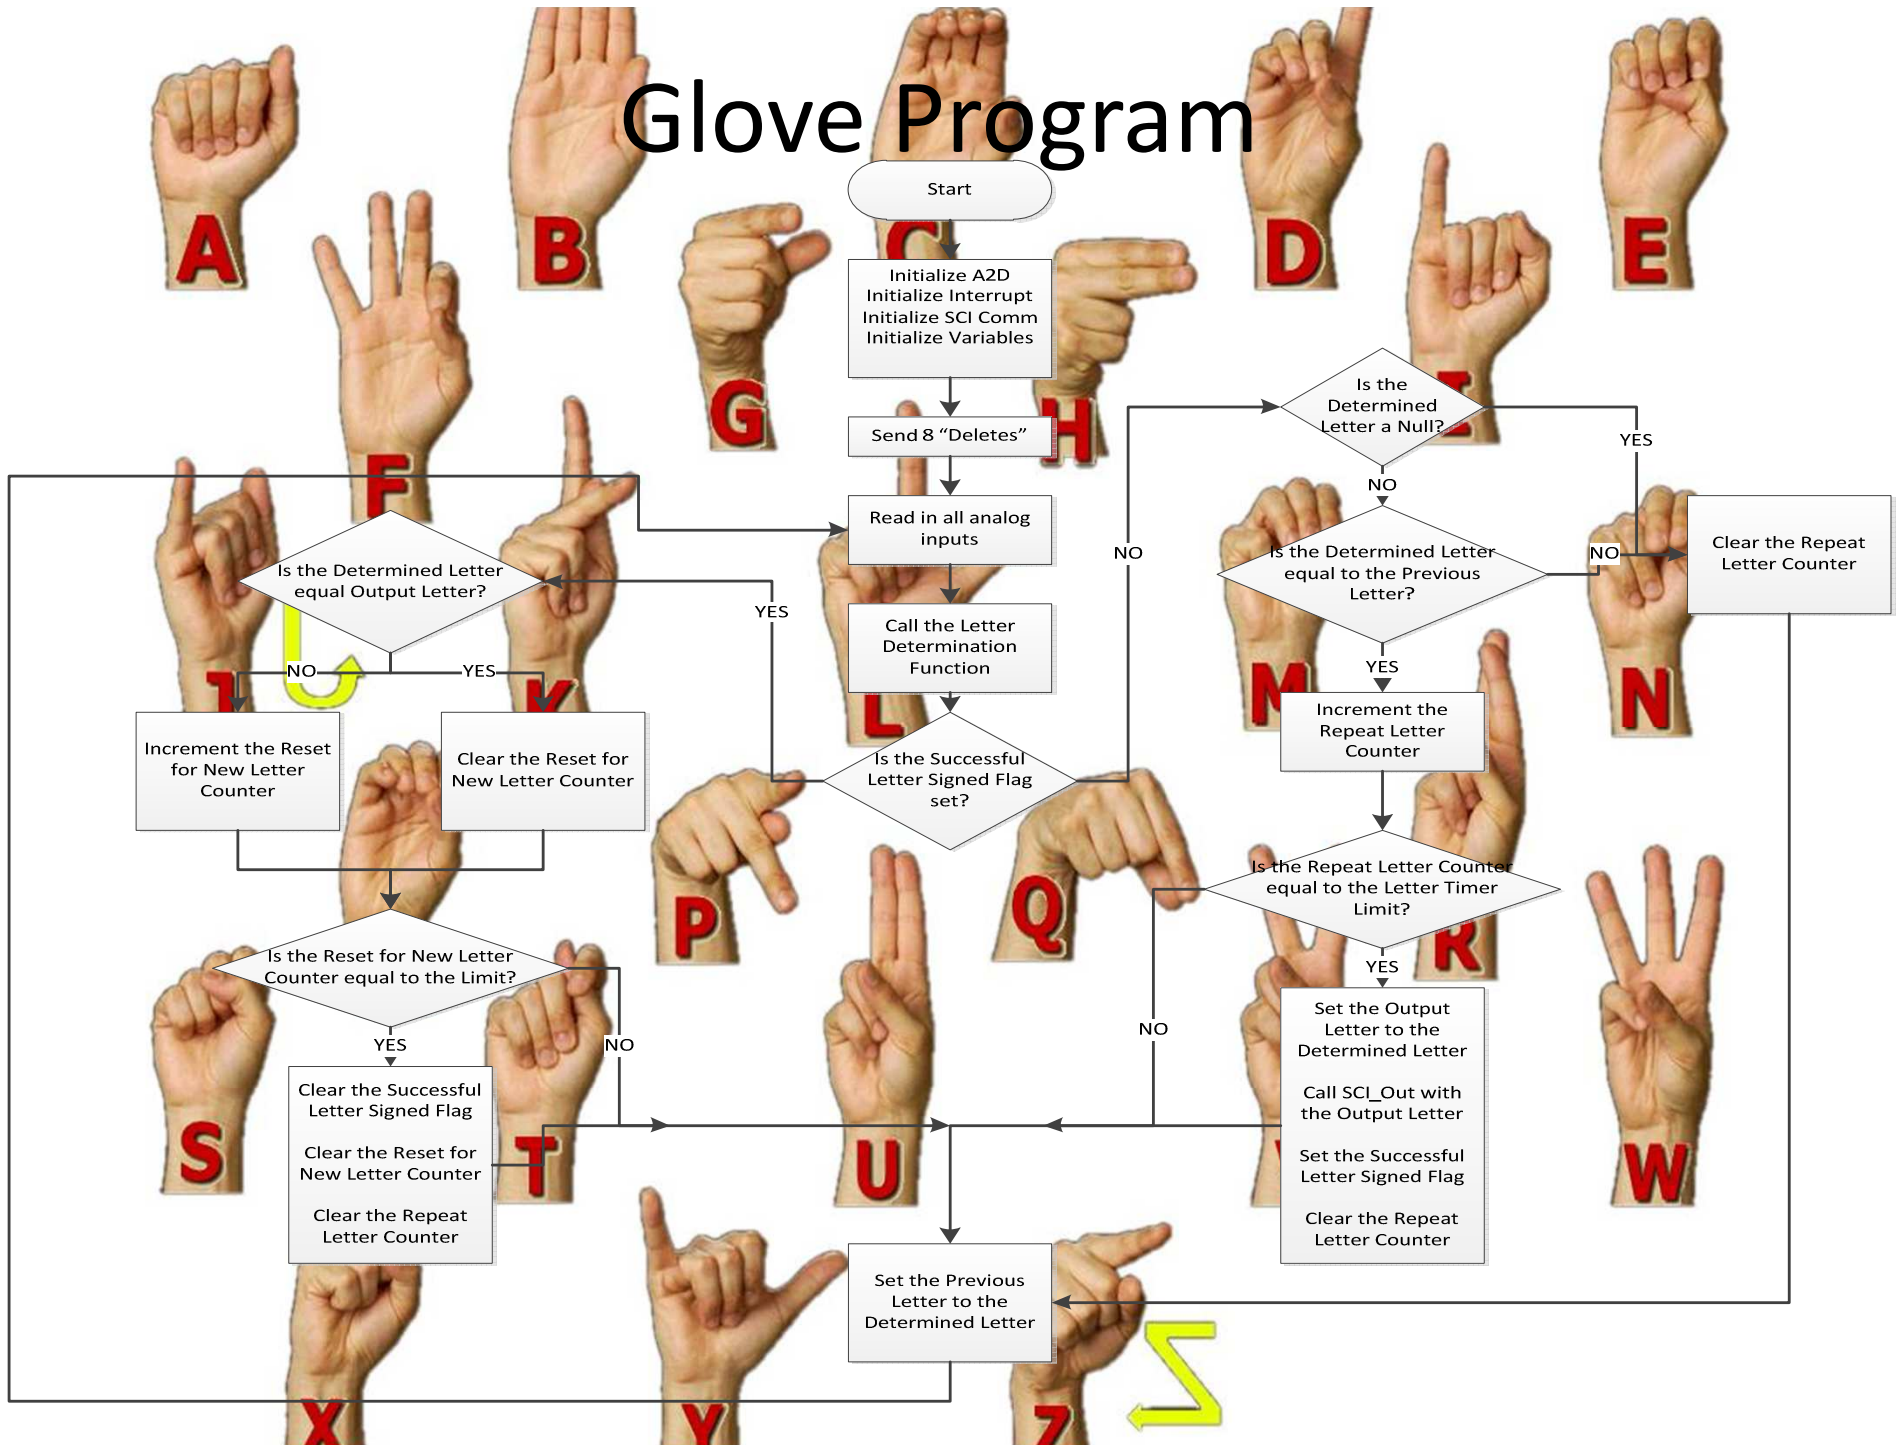 Glove Program
A
B
C
D
E
F
G
H
I
J
K
L
M
N
P
Q
R
S
T
U
W
X
Y
Z
Start
Initialize A2D
Initialize Interrupt
Initialize SCI Comm
Initialize Variables
Send 8 “Deletes”
Read in all analog
inputs
Call the Letter
Determination
Function
Is the Successful
Letter Signed Flag
set?
YES
NO
Is the Determined Letter
equal Output Letter?
NO
YES
Increment the Reset
for New Letter
Counter
Clear the Reset for
New Letter Counter
Is the Reset for New Letter
Counter equal to the Limit?
YES
NO
Clear the Successful
Letter Signed Flag
Clear the Reset for
New Letter Counter
Clear the Repeat
Letter Counter
Is the
Determined
Letter a Null?
YES
NO
Is the Determined Letter
equal to the Previous
Letter?
NO
YES
Clear the Repeat
Letter Counter
Increment the
Repeat Letter
Counter
Is the Repeat Letter Counter
equal to the Letter Timer
Limit?
NO
YES
Set the Output
Letter to the
Determined Letter
Call SCI_Out with
the Output Letter
Set the Successful
Letter Signed Flag
Clear the Repeat
Letter Counter
Set the Previous
Letter to the
Determined Letter